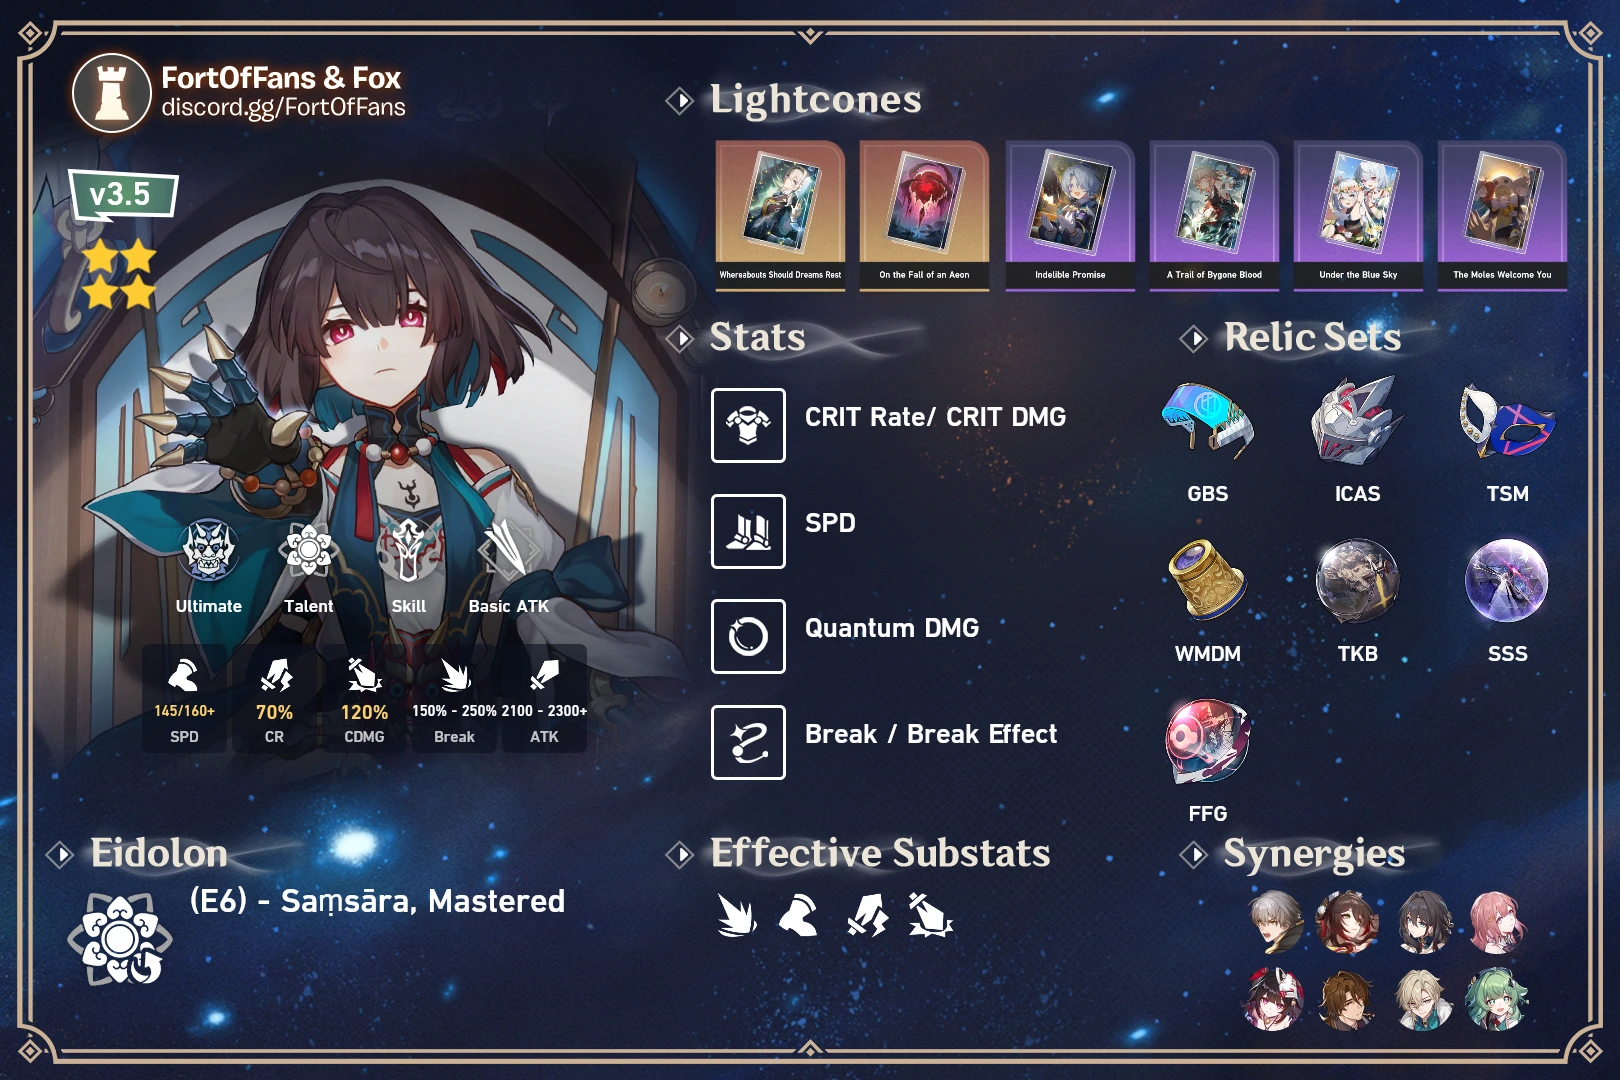 FortOfFans & Fox
discord.gg/FortOfFans
v3.5
Ultimate
Talent
Skill
Basic ATK
145/160+
SPD
70%
CR
120%
CDMG
150% - 250%
Break
2100 - 2300+
ATK
Eidolon
(E6) - Saṃsāra, Mastered
Lightcones
Whereabouts Should Dreams Rest
On the Fall of an Aeon
Indelible Promise
A Trail of Bygone Blood
Under the Blue Sky
The Moles Welcome You
Stats
CRIT Rate/ CRIT DMG
SPD
Quantum DMG
Break / Break Effect
Relic Sets
GBS
ICAS
TSM
WMDM
TKB
SSS
FFG
Effective Substats
Synergies